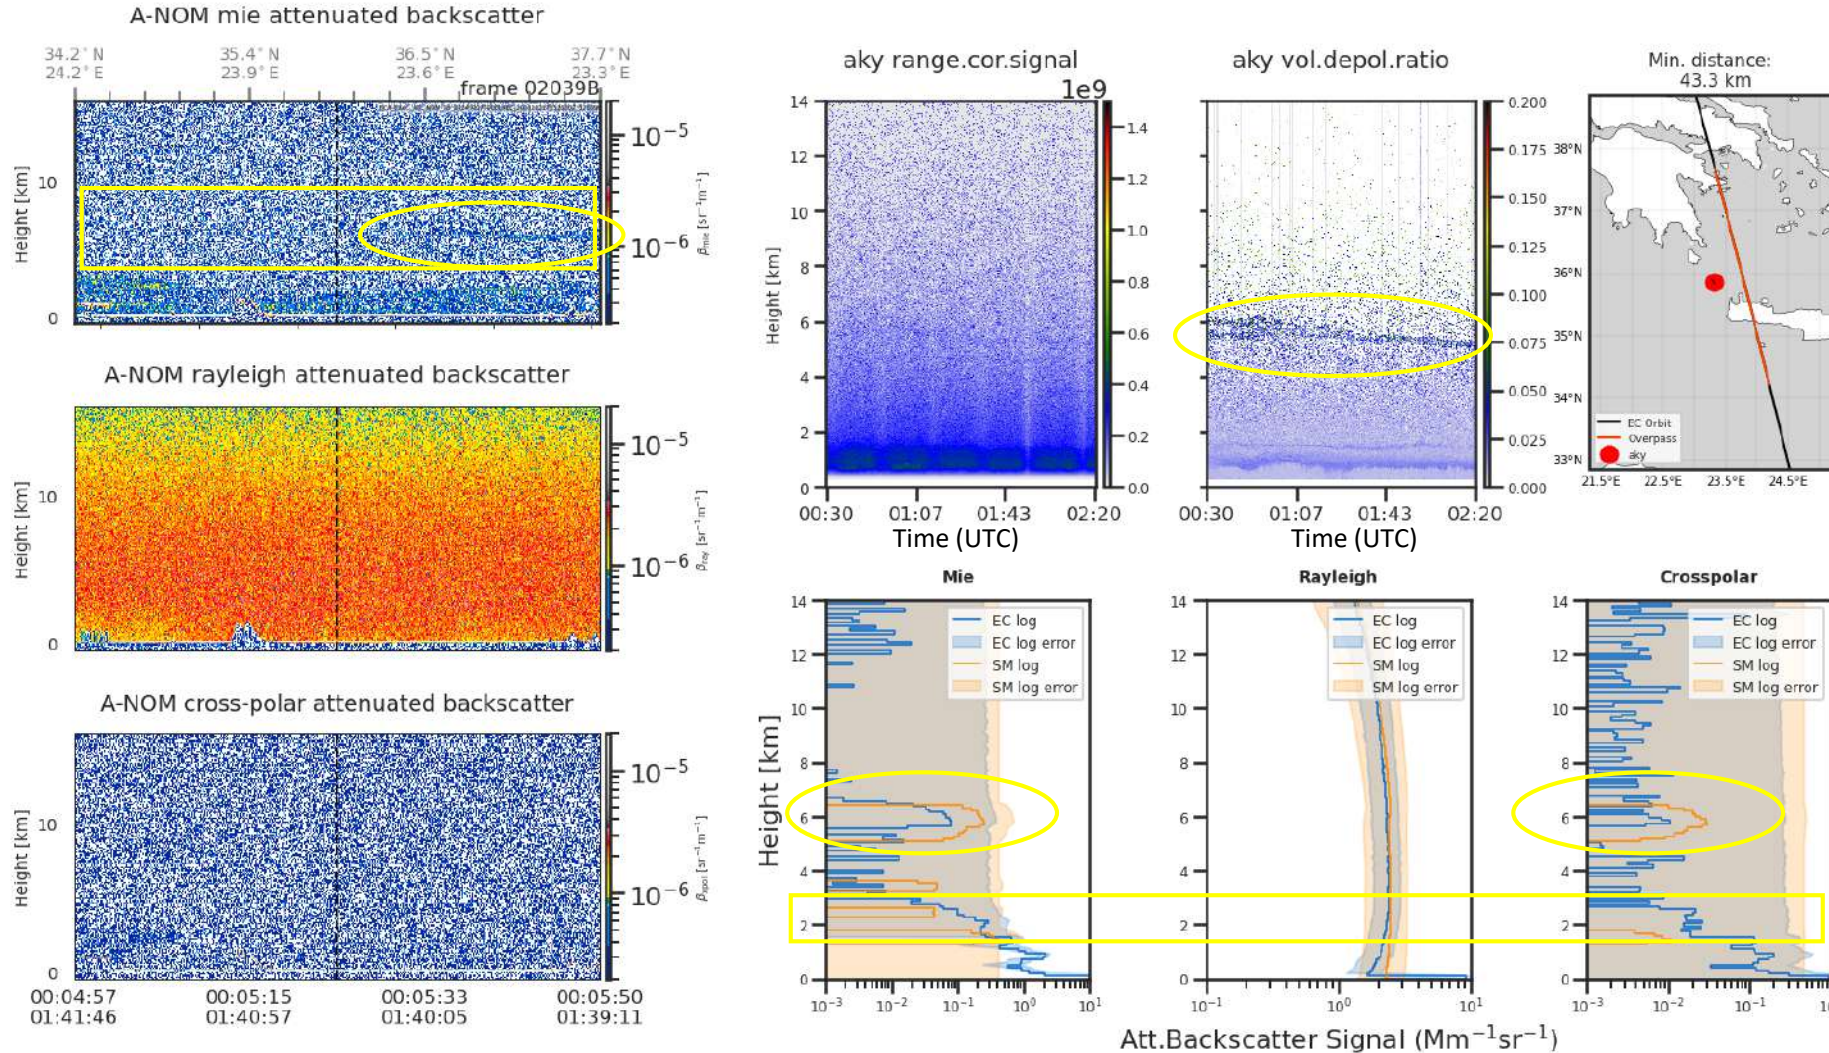 A-NOM mie attenuated backscatter
34.2°N 35.4°N 36.5°N 37.7°N
24.2°E 23.9°E 23.6°E 23.3°E
frame 02039B
10⁻⁵
10⁻⁶
10
0
Height [km]
βmie [sr⁻¹m⁻¹]
A-NOM rayleigh attenuated backscatter
10⁻⁵
10⁻⁶
10
0
Height [km]
βray [sr⁻¹m⁻¹]
A-NOM cross-polar attenuated backscatter
10⁻⁵
10⁻⁶
10
0
Height [km]
βxpol [sr⁻¹m⁻¹]
00:04:57 00:05:15 00:05:33 00:05:50
01:41:46 01:40:57 01:40:05 01:39:11
aky range.cor.signal
1e9
14
12
10
8
6
4
2
0
Height [km]
1.4
1.2
1.0
0.8
0.6
0.4
0.2
0.0
00:30 01:07 01:43 02:20
Time (UTC)
aky vol.depol.ratio
14
12
10
8
6
4
2
0
0.200
0.175
0.150
0.125
0.100
0.075
0.050
0.025
0.000
00:30 01:07 01:43 02:20
Time (UTC)
Min. distance:
43.3 km
38°N
37°N
36°N
35°N
34°N
33°N
EC Orbit
Overpass
aky
21.5°E 22.5°E 23.5°E 24.5°E
Mie
EC log
EC log error
SM log
SM log error
14
12
10
8
6
4
2
0
Height [km]
10⁻³ 10⁻² 10⁻¹ 10⁰ 10¹
Rayleigh
EC log
EC log error
SM log
SM log error
14
12
10
8
6
4
2
0
10⁻¹ 10⁰ 10¹
Crosspolar
EC log
EC log error
SM log
SM log error
14
12
10
8
6
4
2
0
10⁻³ 10⁻² 10⁻¹
Att.Backscatter Signal (Mm⁻¹sr⁻¹)